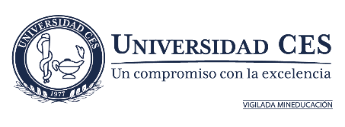 UNIVERSIDAD CES
1977
UNIVERSIDAD CES
Un compromiso con la excelencia
VIGILADA MINEDUCACIÓN